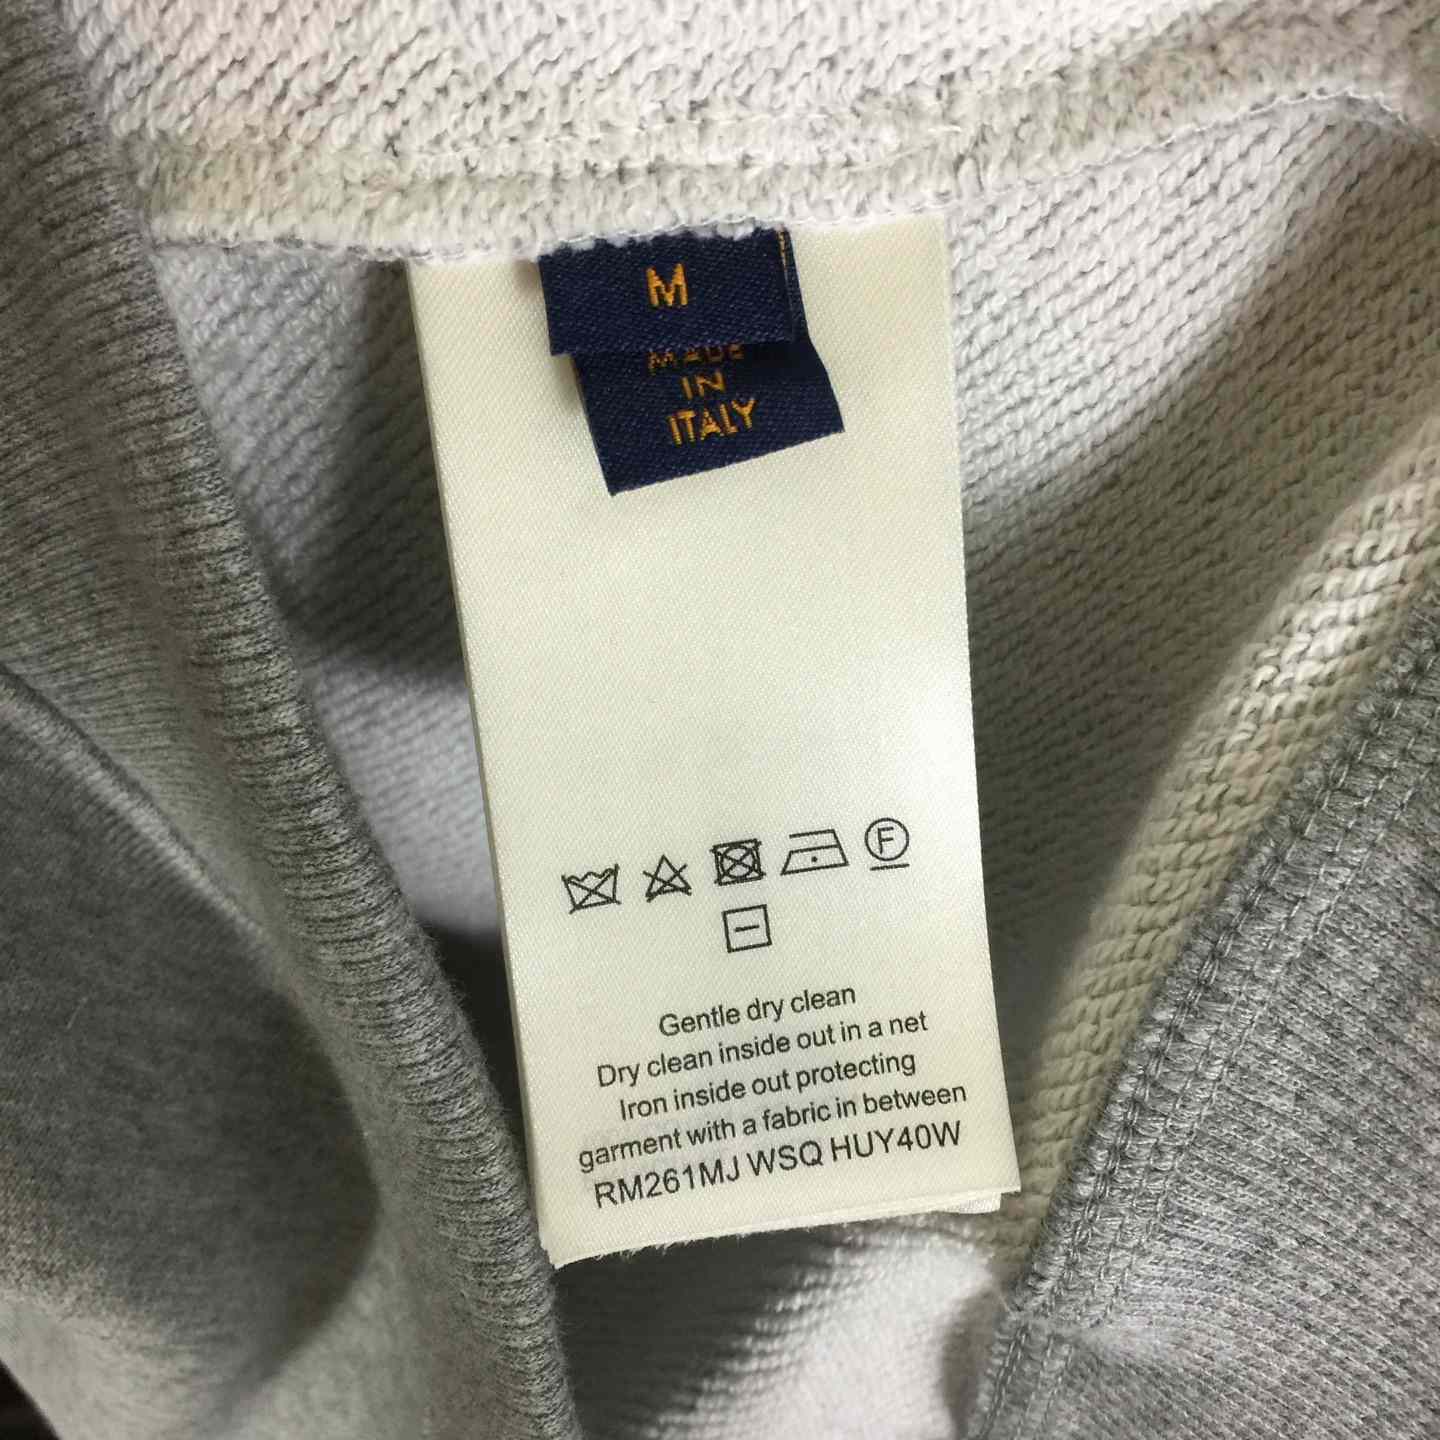 M
MADE
IN
ITALY
F
Gentle dry clean
Dry clean inside out in a net
Iron inside out protecting
garment with a fabric in between
RM261MJ WSQ HUY40W